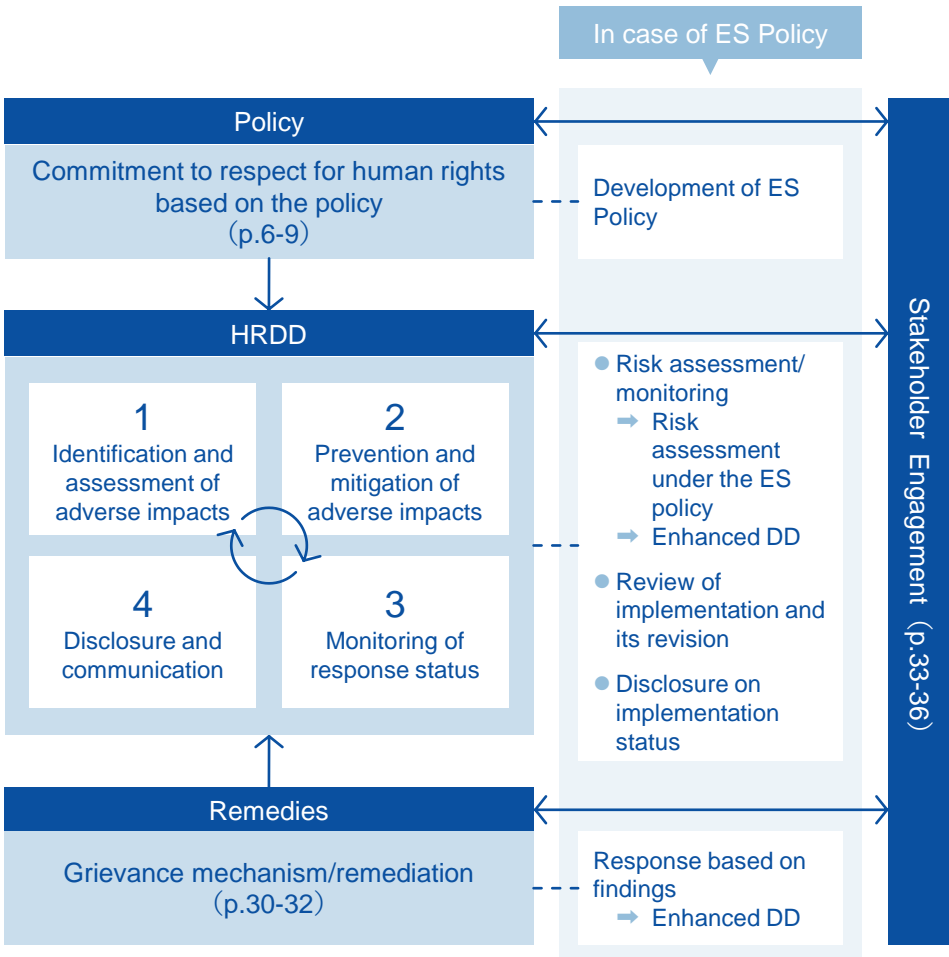 In case of ES Policy
Policy
Commitment to respect for human rights
based on the policy
（p.6-9）
Development of ES
Policy
HRDD
1
Identification and
assessment of
adverse impacts
2
Prevention and
mitigation of
adverse impacts
4
Disclosure and
communication
3
Monitoring of
response status
● Risk assessment/
monitoring
➡ Risk
assessment
under the ES
policy
➡ Enhanced DD
● Review of
implementation and
its revision
● Disclosure on
implementation
status
Remedies
Grievance mechanism/remediation
（p.30-32）
Response based on
findings
➡ Enhanced DD
Stakeholder Engagement（p.33-36）